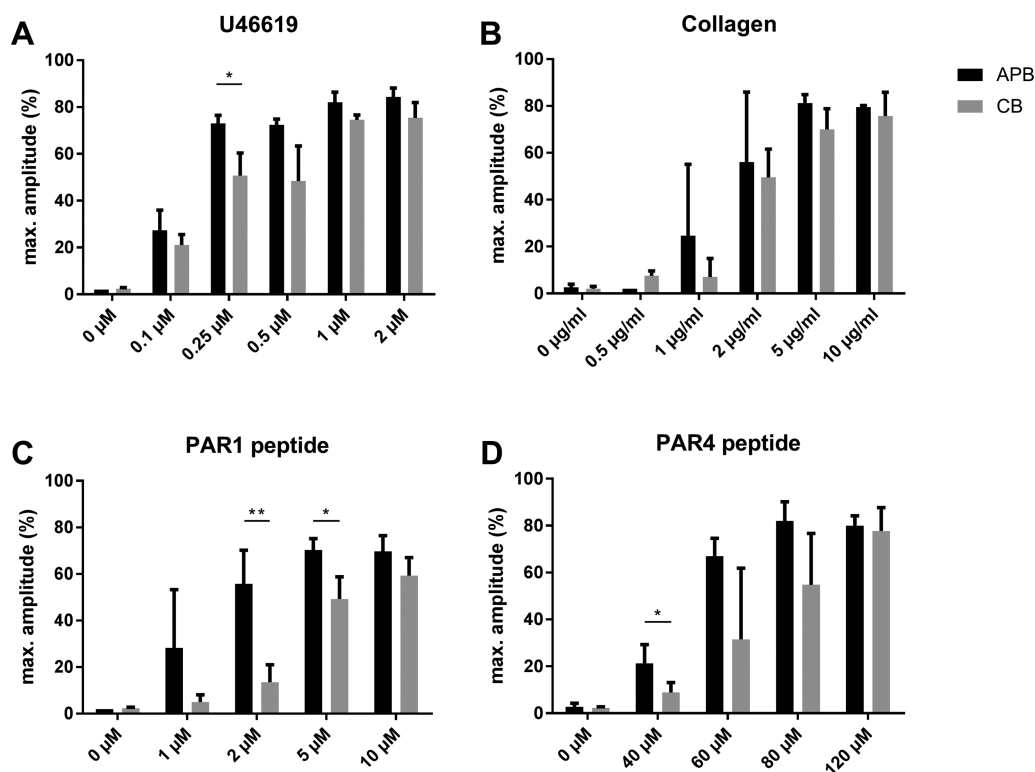 A
U46619
max. amplitude (%)
100
80
60
40
20
0
*
0 µM
0.1 µM
0.25 µM
0.5 µM
1 µM
2 µM
B
Collagen
max. amplitude (%)
100
80
60
40
20
0
0 µg/ml
0.5 µg/ml
1 µg/ml
2 µg/ml
5 µg/ml
10 µg/ml
APB
CB
C
PAR1 peptide
max. amplitude (%)
100
80
60
40
20
0
**
*
0 µM
1 µM
2 µM
5 µM
10 µM
D
PAR4 peptide
max. amplitude (%)
100
80
60
40
20
0
*
0 µM
40 µM
60 µM
80 µM
120 µM